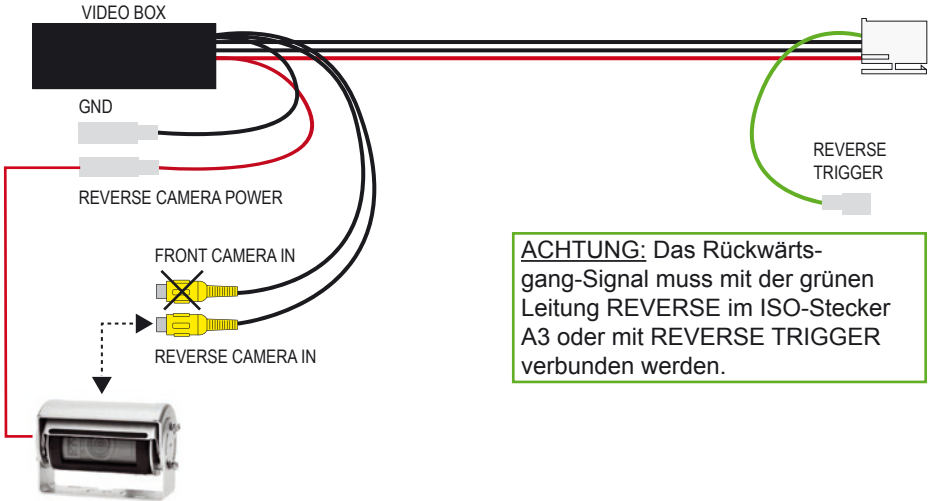 VIDEO BOX
GND
REVERSE CAMERA POWER
REVERSE
TRIGGER
FRONT CAMERA IN
REVERSE CAMERA IN
ACHTUNG: Das Rückwärts-
gang-Signal muss mit der grünen
Leitung REVERSE im ISO-Stecker
A3 oder mit REVERSE TRIGGER
verbunden werden.